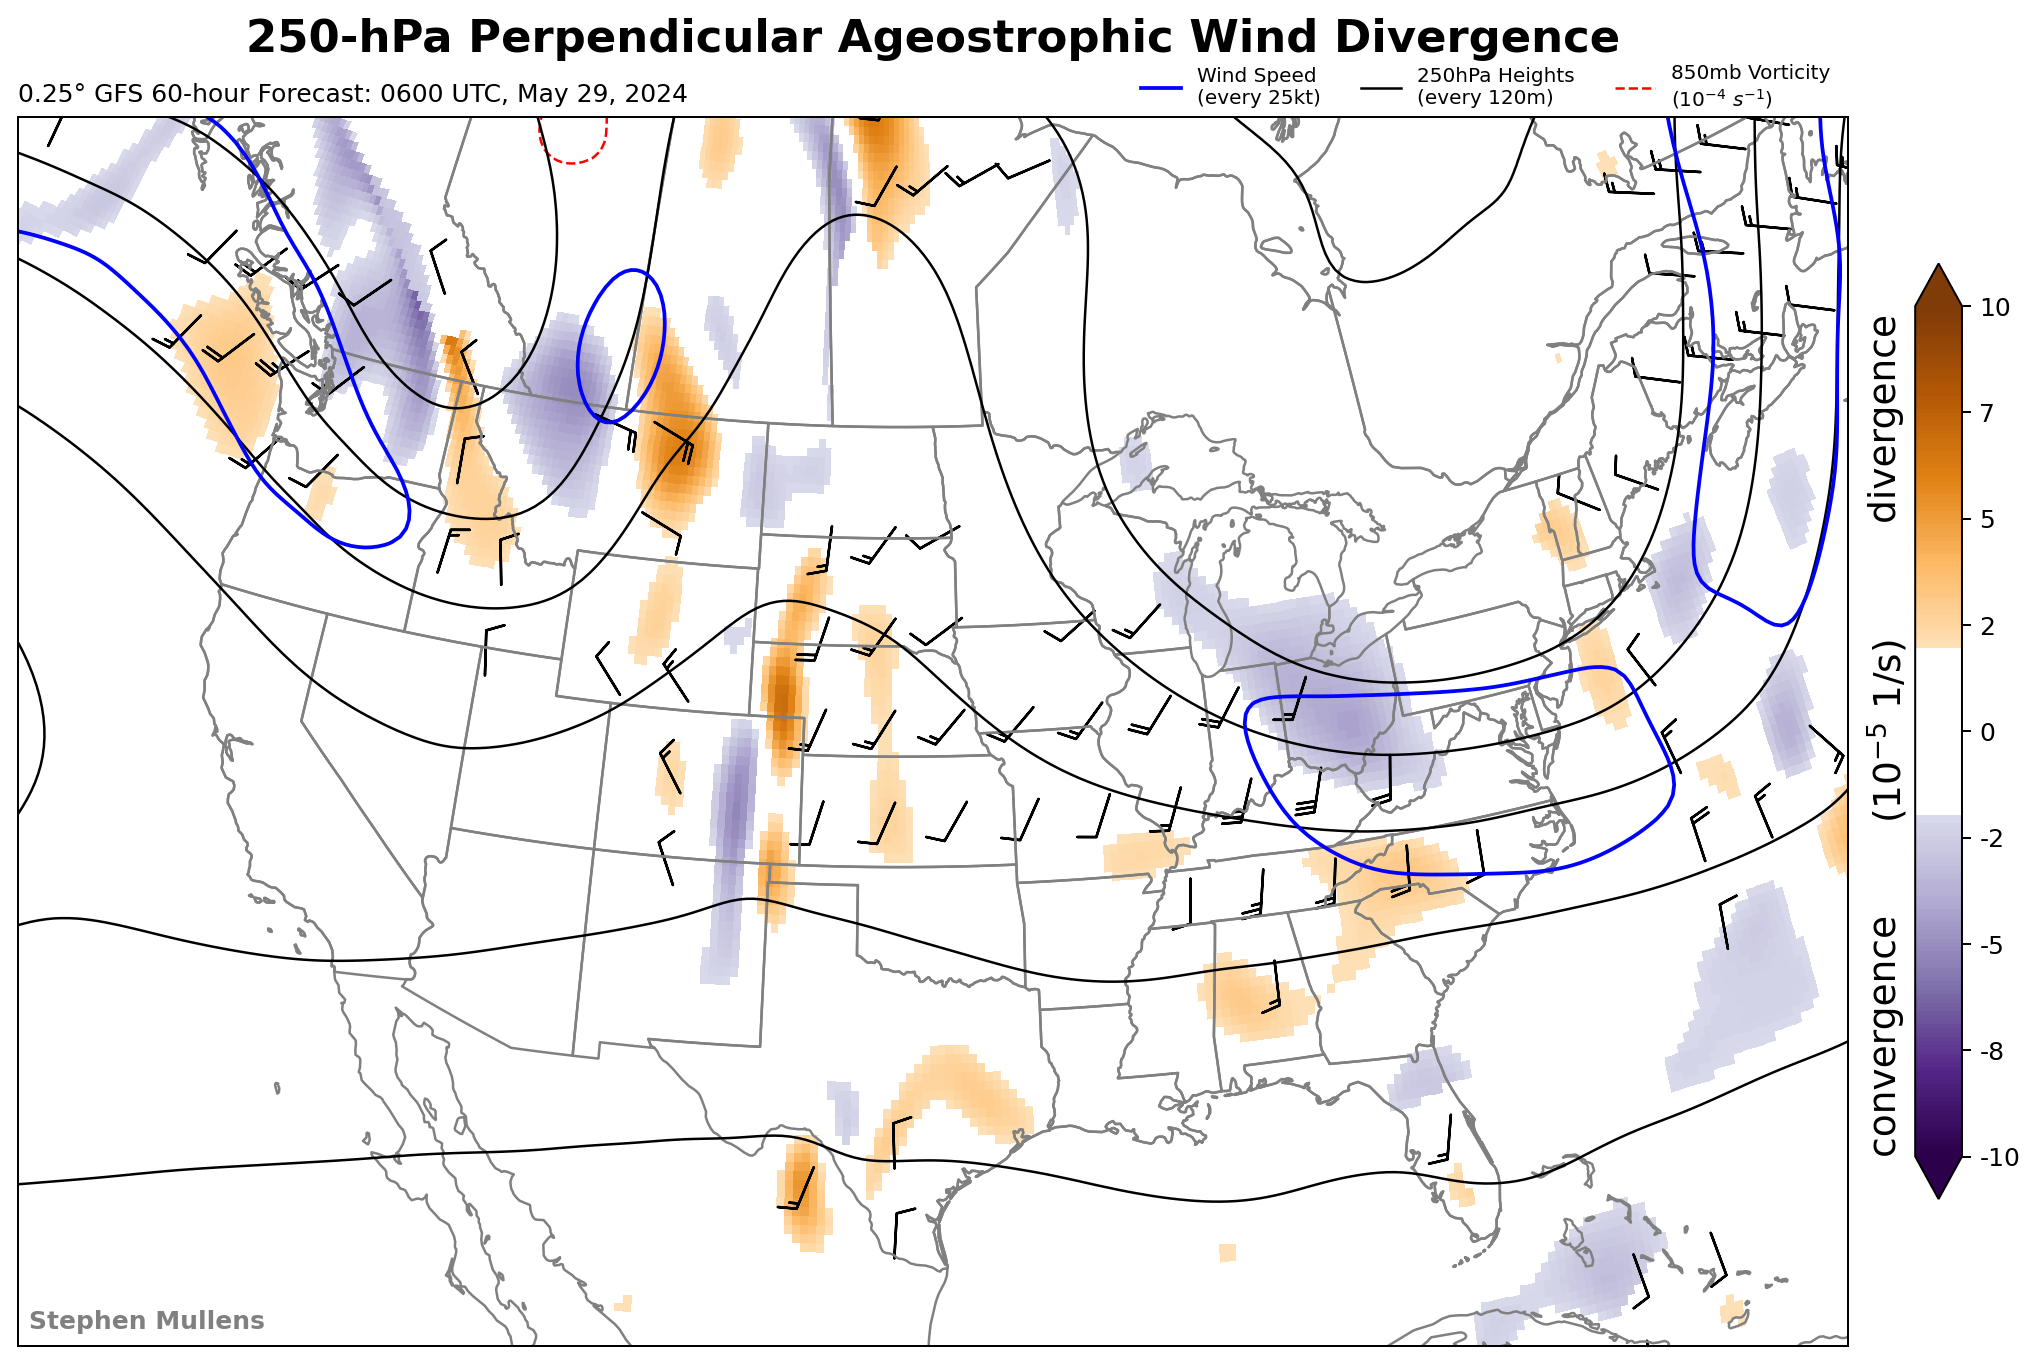 250-hPa Perpendicular Ageostrophic Wind Divergence
0.25° GFS 60-hour Forecast: 0600 UTC, May 29, 2024
Wind Speed
(every 25kt)
250hPa Heights
(every 120m)
850mb Vorticity
(10⁻⁴ s⁻¹)
10
7
5
2
0
-2
-5
-8
-10
convergence (10⁻⁵ 1/s) divergence
Stephen Mullens